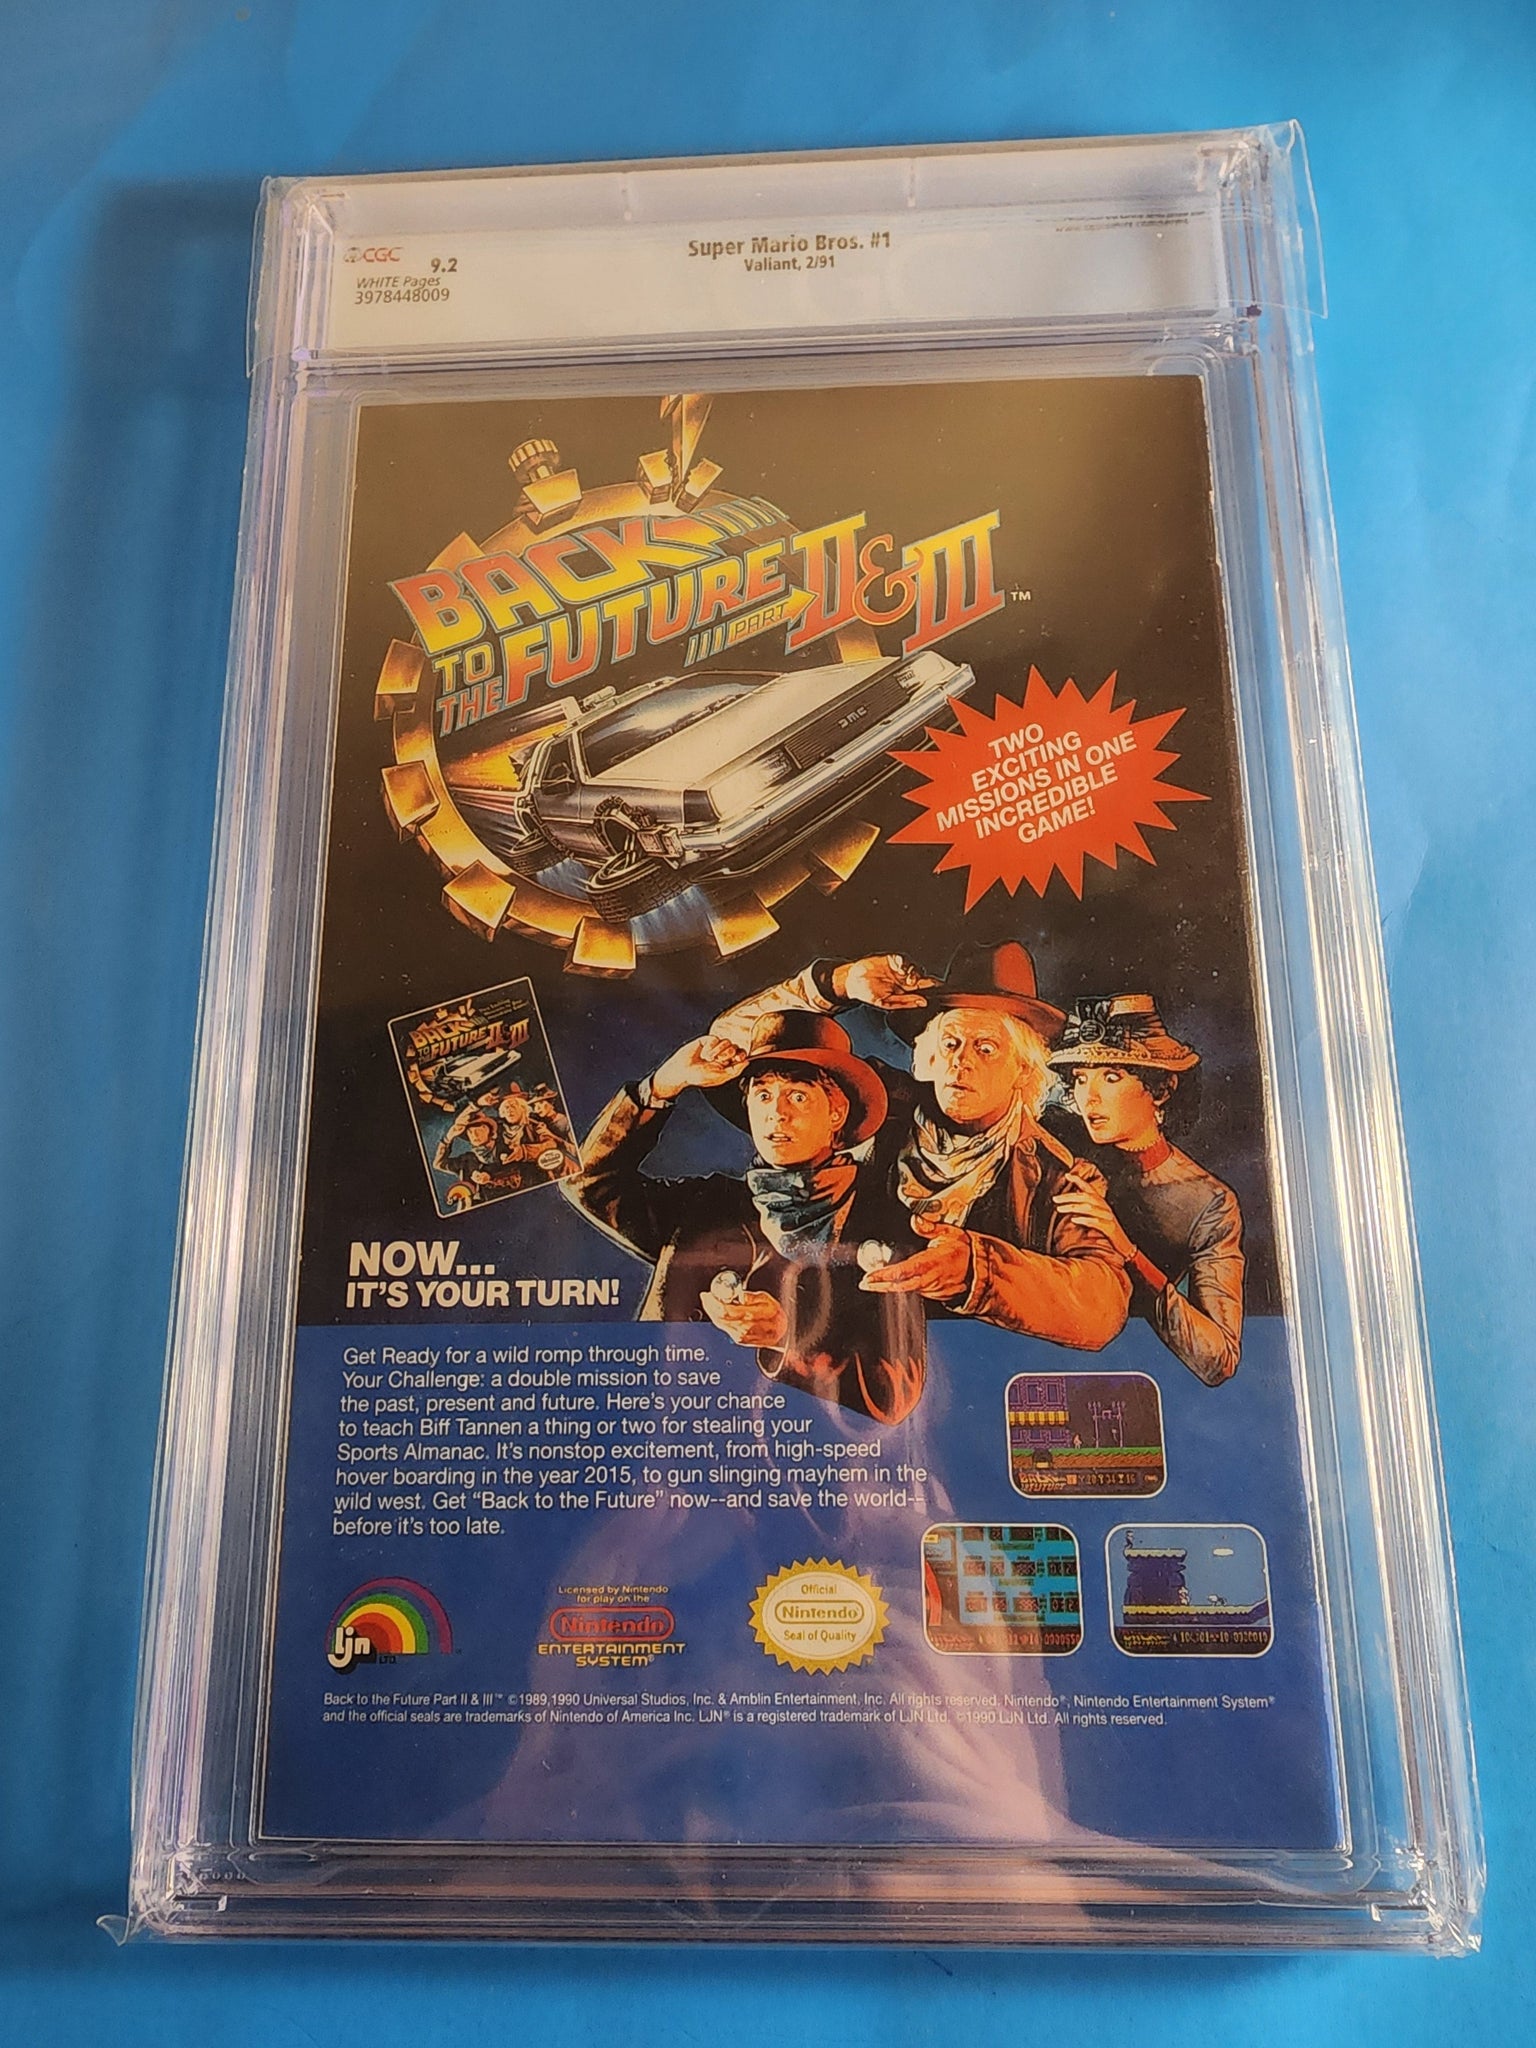 CGC 9.2
WHITE Pages
3978448009
Super Mario Bros. #1
Valiant, 2/91
BACK
TO
THE FUTURE
PART II & III ™
DMC
TWO
EXCITING
MISSIONS IN ONE
INCREDIBLE
GAME!
BACK
TO
THE FUTURE II & III
NOW...
IT'S YOUR TURN!
Get Ready for a wild romp through time.
Your Challenge: a double mission to save
the past, present and future. Here's your chance
to teach Biff Tannen a thing or two for stealing your
Sports Almanac. It's nonstop excitement, from high-speed
hover boarding in the year 2015, to gun slinging mayhem in the
wild west. Get "Back to the Future" now--and save the world--
before it's too late.
ljn LTD.
Licensed by Nintendo
for play on the
Nintendo
ENTERTAINMENT
SYSTEM®
Official
Nintendo
Seal of Quality
Back to the Future Part II & III™ ©1989,1990 Universal Studios, Inc. & Amblin Entertainment, Inc. All rights reserved. Nintendo®, Nintendo Entertainment System®
and the official seals are trademarks of Nintendo of America Inc. LJN® is a registered trademark of LJN Ltd. ©1990 LJN Ltd. All rights reserved.